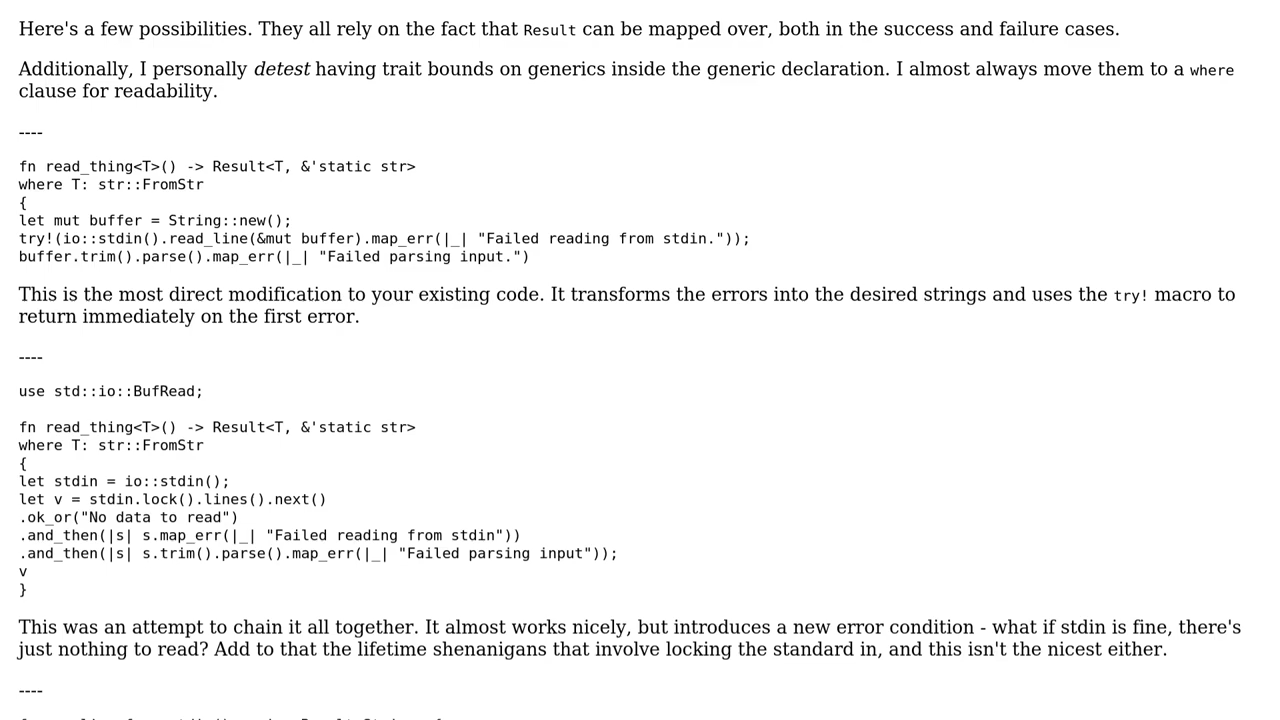 Here's a few possibilities. They all rely on the fact that Result can be mapped over, both in the success and failure cases.
Additionally, I personally detest having trait bounds on generics inside the generic declaration. I almost always move them to a where
clause for readability.
----
fn read_thing<T>() -> Result<T, &'static str>
where T: str::FromStr
{
let mut buffer = String::new();
try!(io::stdin().read_line(&mut buffer).map_err(|_| "Failed reading from stdin."));
buffer.trim().parse().map_err(|_| "Failed parsing input.")
This is the most direct modification to your existing code. It transforms the errors into the desired strings and uses the try! macro to
return immediately on the first error.
----
use std::io::BufRead;
fn read_thing<T>() -> Result<T, &'static str>
where T: str::FromStr
{
let stdin = io::stdin();
let v = stdin.lock().lines().next()
.ok_or("No data to read")
.and_then(|s| s.map_err(|_| "Failed reading from stdin"))
.and_then(|s| s.trim().parse().map_err(|_| "Failed parsing input"));
v
}
This was an attempt to chain it all together. It almost works nicely, but introduces a new error condition - what if stdin is fine, there's
just nothing to read? Add to that the lifetime shenanigans that involve locking the standard in, and this isn't the nicest either.
----